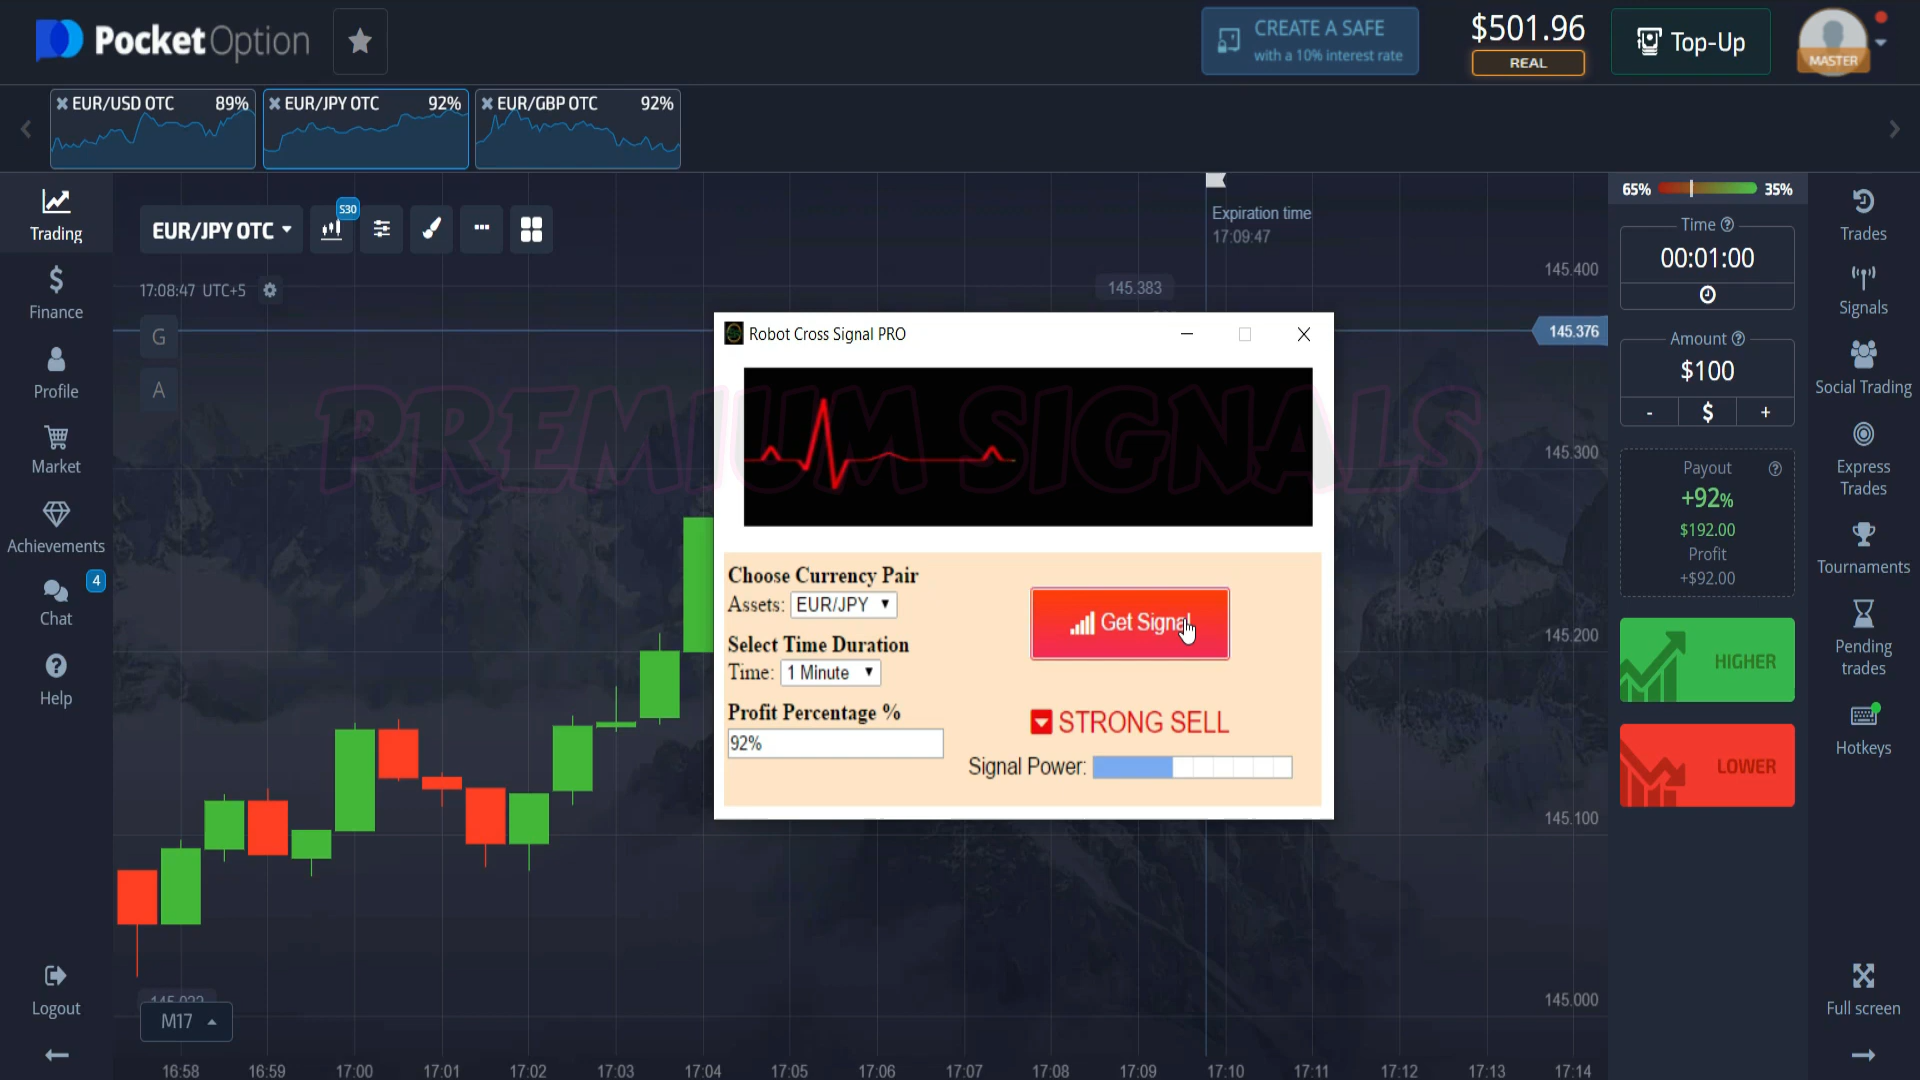 PocketOption
CREATE A SAFE
with a 10% interest rate
$501.96
REAL
Top-Up
MASTER
EUR/USD OTC 89%
EUR/JPY OTC 92%
EUR/GBP OTC 92%
Trading
Finance
Profile
Market
Achievements
4
Chat
Help
Logout
EUR/JPY OTC
S30
17:08:47 UTC+5
G
A
Expiration time
17:09:47
145.383
145.400
145.376
145.300
145.200
145.100
145.000
PREMIUM SIGNALS
Robot Cross Signal PRO
Choose Currency Pair
Assets: EUR/JPY
Select Time Duration
Time: 1 Minute
Profit Percentage %
92%
Get Signal
STRONG SELL
Signal Power:
M17
16:58 16:59 17:00 17:01 17:02 17:03 17:04 17:05 17:06 17:07 17:08 17:09 17:10 17:11 17:12 17:13 17:14
65% 35%
Time
00:01:00
Amount
$100
- $ +
Payout
+92%
$192.00
Profit
+$92.00
HIGHER
LOWER
Trades
Signals
Social Trading
Express
Trades
Tournaments
Pending
trades
Hotkeys
Full screen